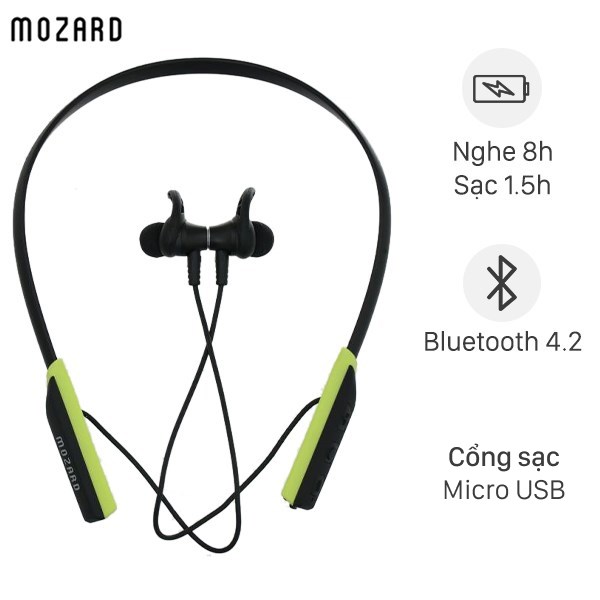 MOZARD
Nghe 8h
Sạc 1.5h
Bluetooth 4.2
MOZARD
Cổng sạc
Micro USB